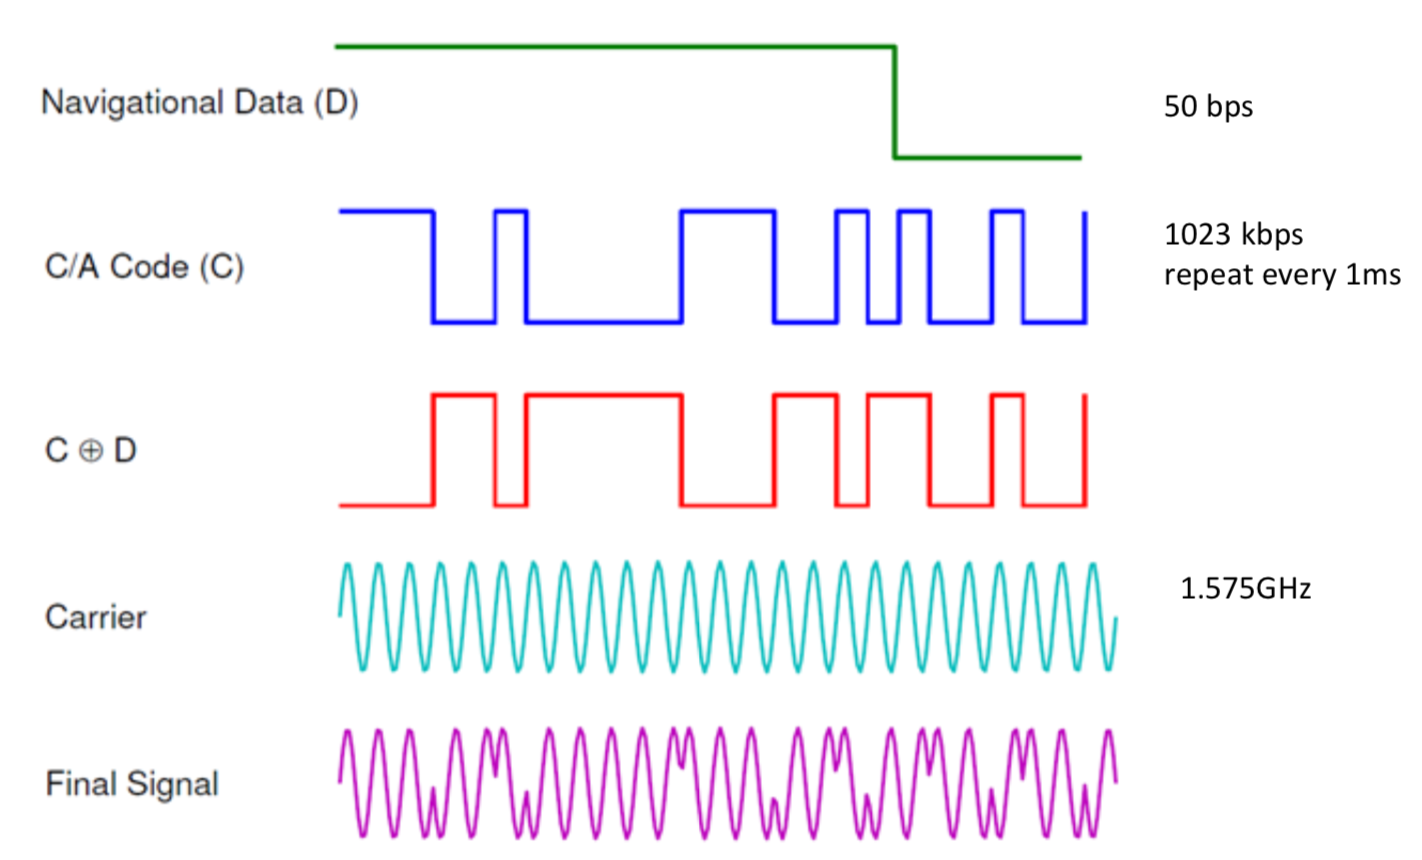 Navigational Data (D)
50 bps
C/A Code (C)
1023 kbps
repeat every 1ms
C ⊕ D
Carrier
1.575GHz
Final Signal